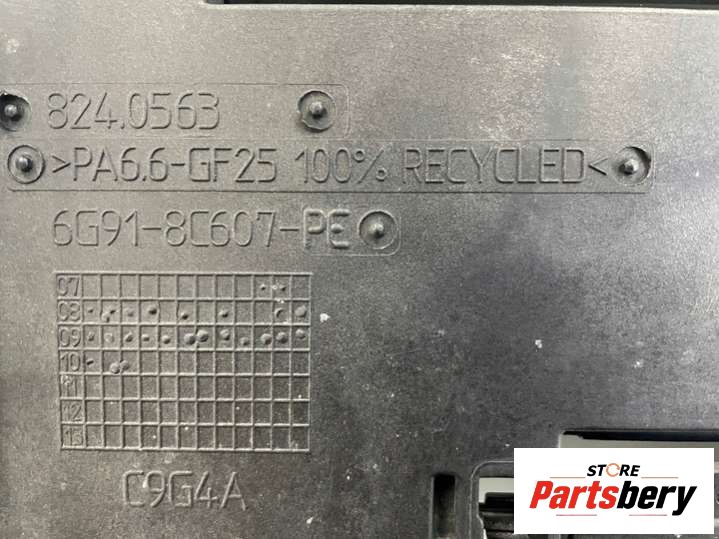 824.0563
>PA6.6-GF25 100% RECYCLED<
6G91-8C607-PE
07
08
09
10
11
12
13
C9G4A
STORE
Partsbery